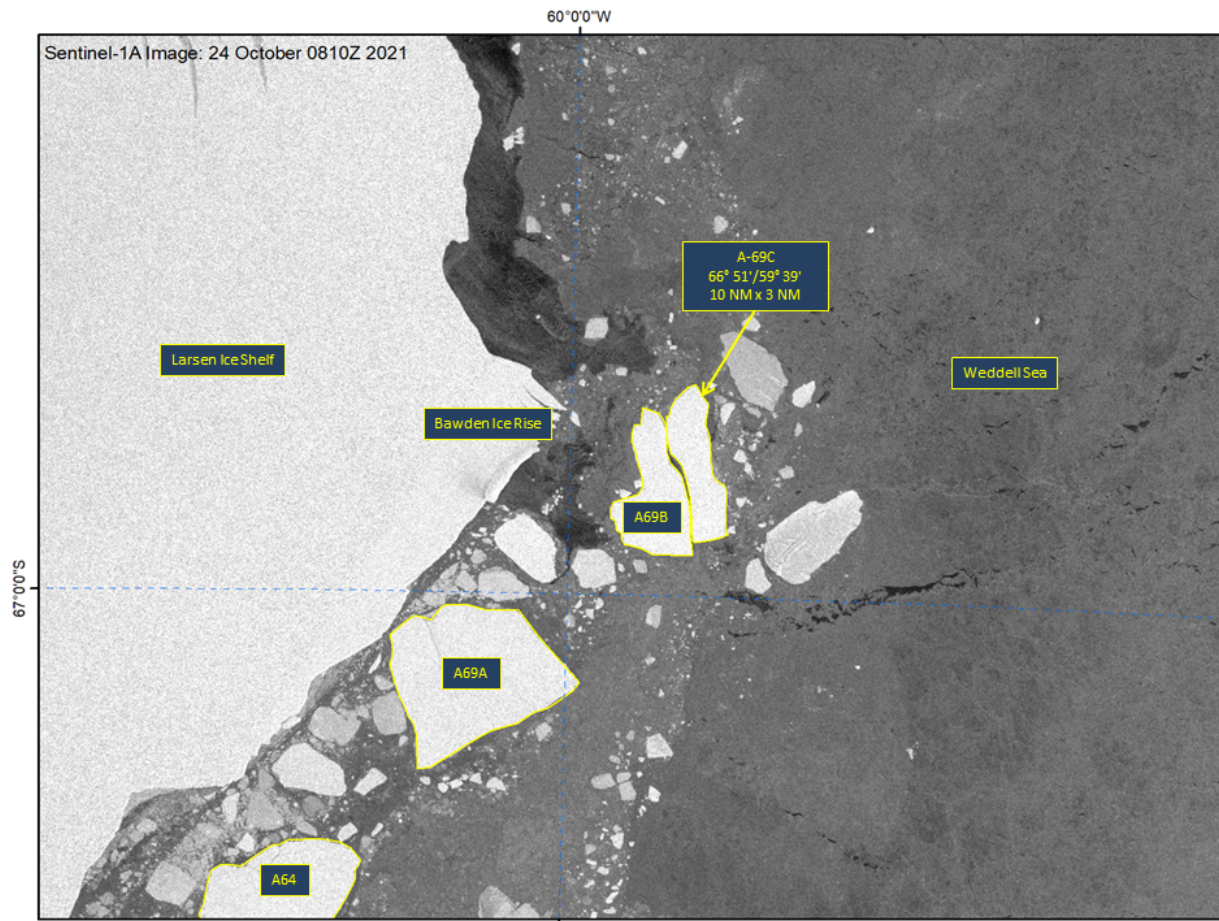 60°0'0"W
Sentinel-1A Image: 24 October 0810Z 2021
A-69C
66° 51'/59° 39'
10 NM x 3 NM
Larsen Ice Shelf
Weddell Sea
Bawden Ice Rise
A69B
67°0'0"S
A69A
A64